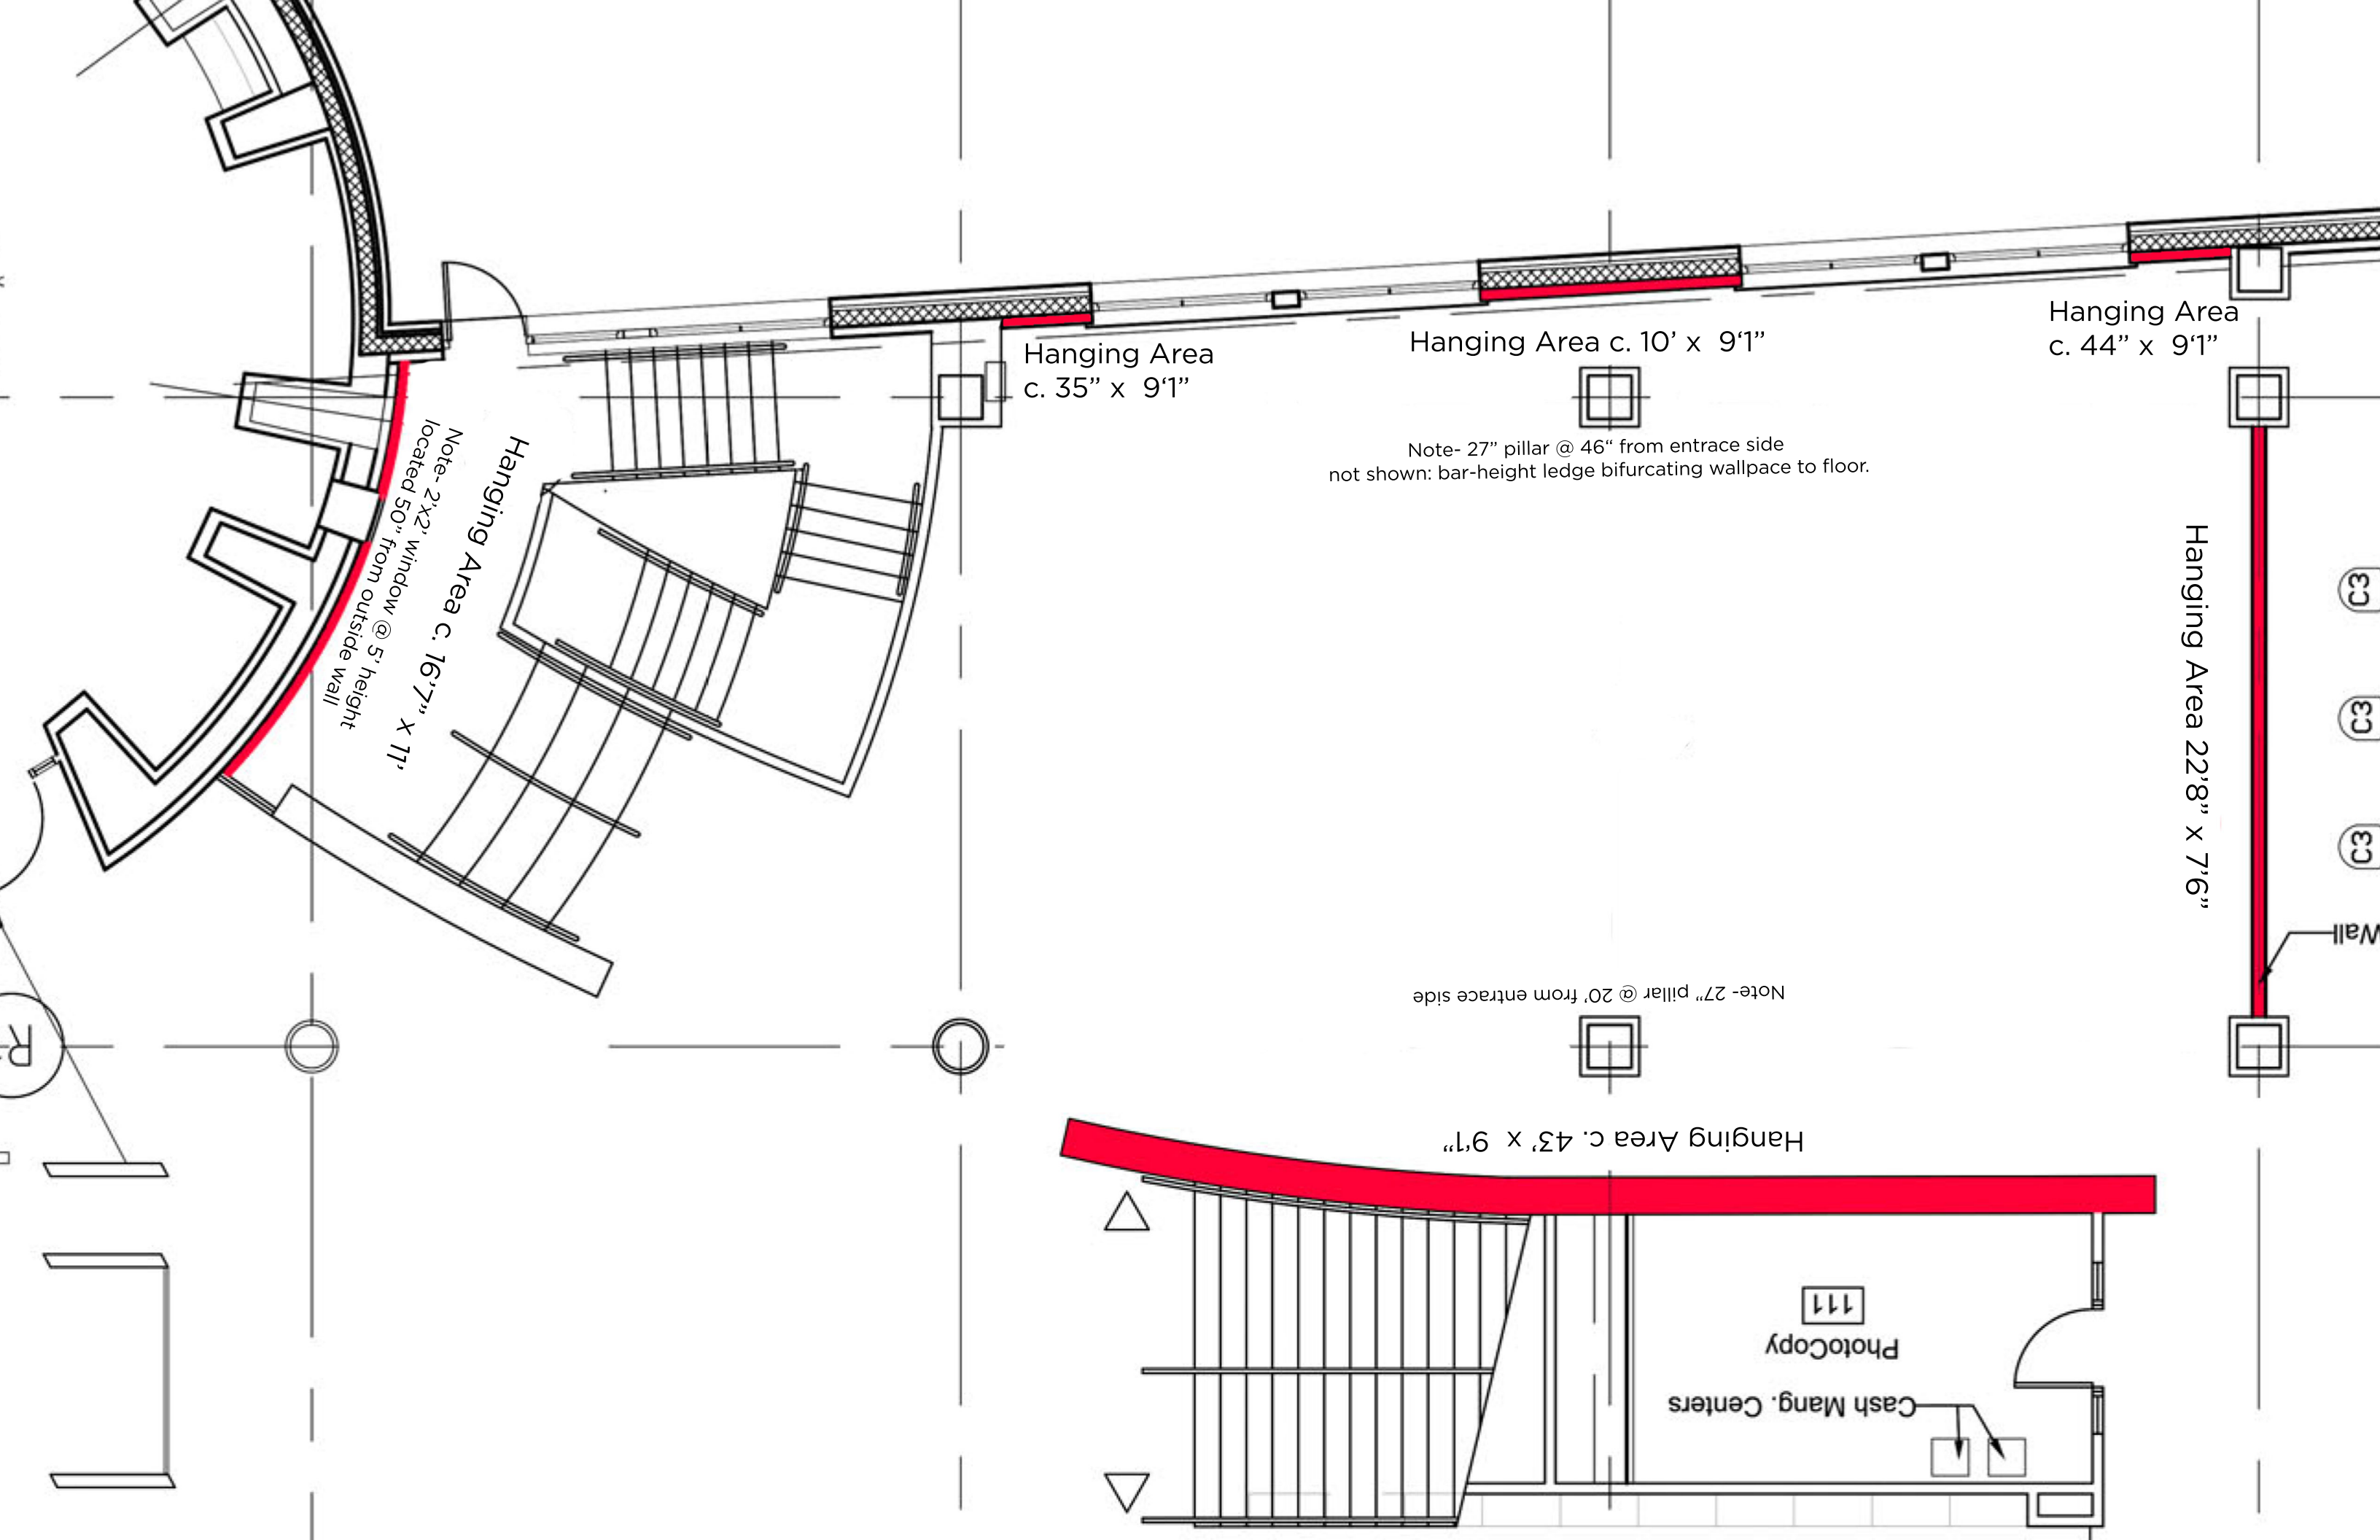 Hanging Area
c. 35” x 9‘1”
Hanging Area c. 10’ x 9‘1”
Hanging Area
c. 44” x 9‘1”
Note- 27” pillar @ 46“ from entrace side
not shown: bar-height ledge bifurcating wallpace to floor.
Hanging Area c. 16’7” x 11’
Note- 2’x2’ window @ 5’ height
located 50” from outside wall
Hanging Area 22’8” x 7’6”
C3
C3
C3
Wall
Note- 27” pillar @ 20’ from entrace side
Hanging Area c. 43’ x 9’1”
111
PhotoCopy
Cash Mang. Centers